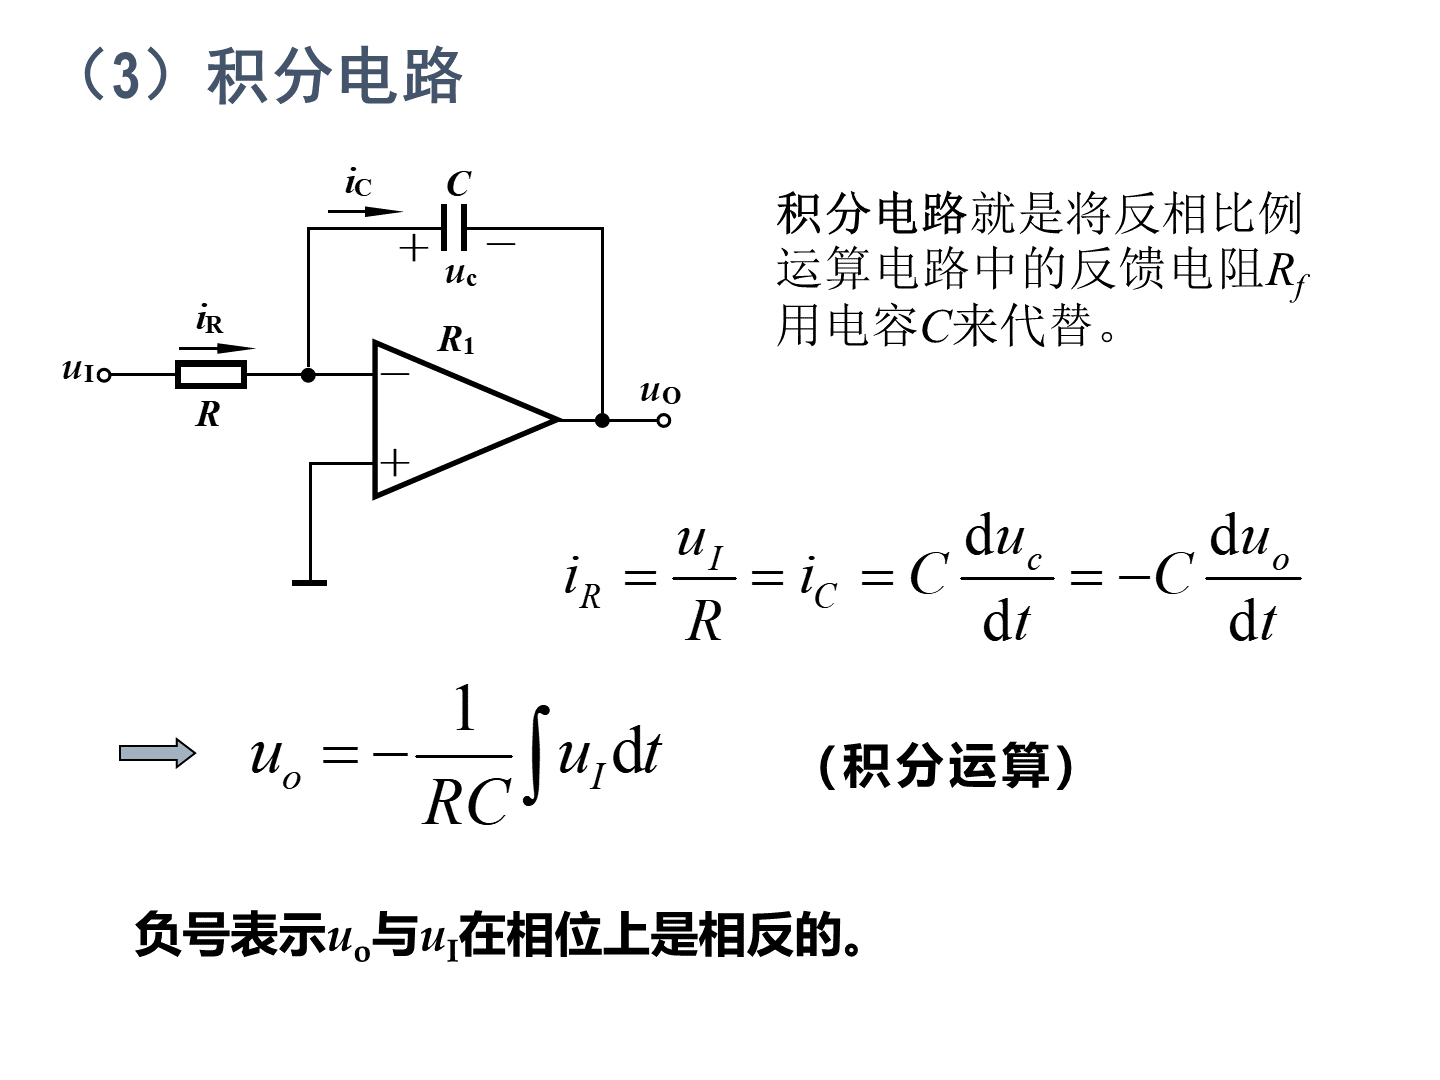 （3）积分电路
iC
C
+ −
uc
iR
R1
uI
−
uO
R
+
积分电路就是将反相比例
运算电路中的反馈电阻Rf
用电容C来代替。
iR = uI/R = iC = C duc/dt = −C duo/dt
uo = −1/RC ∫uIdt （积分运算）
负号表示uo与uI在相位上是相反的。